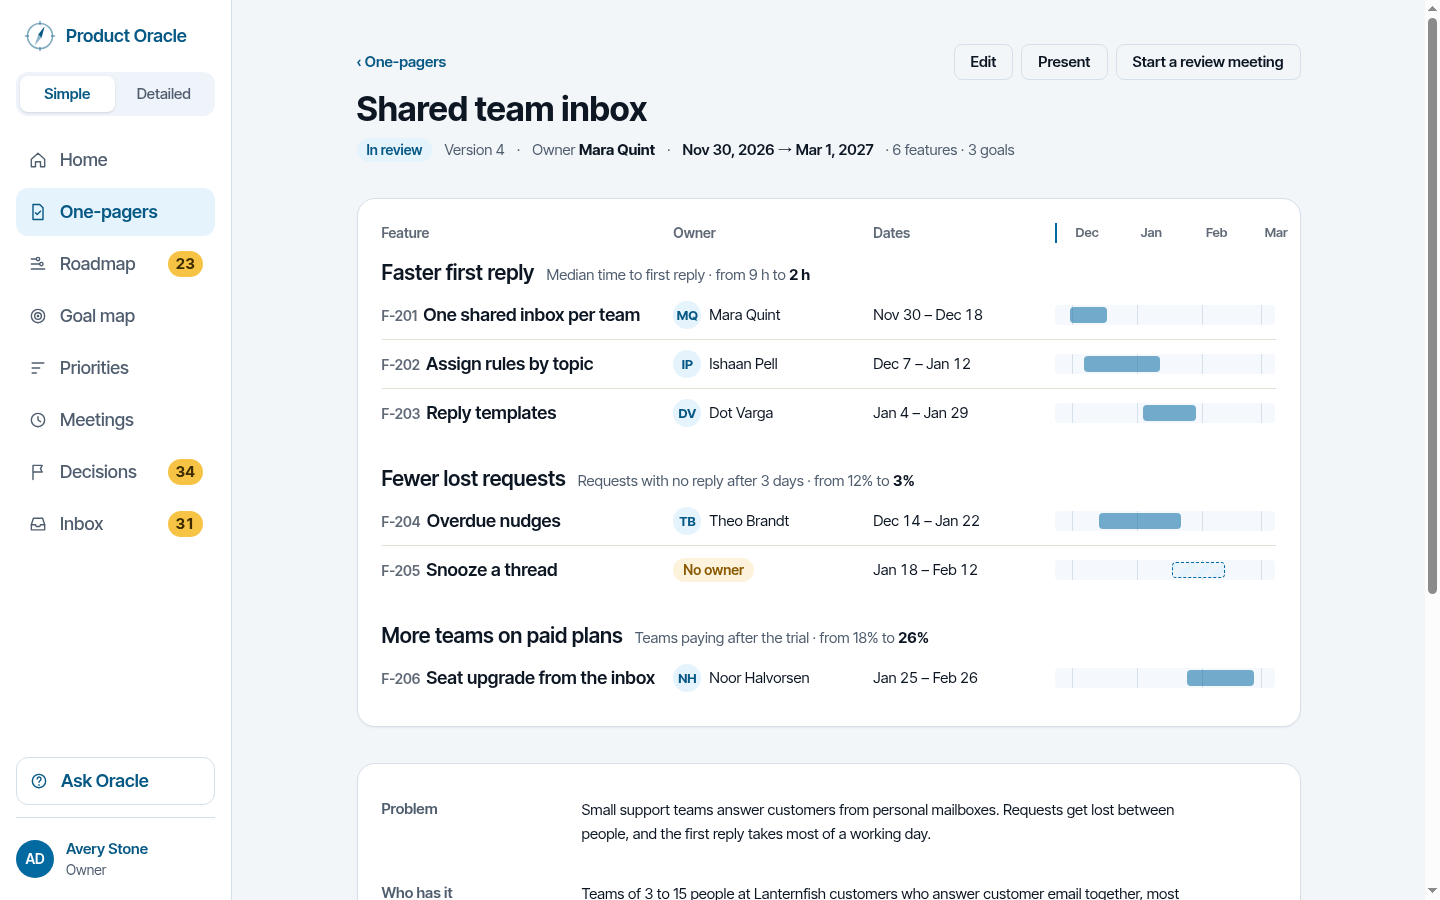 Product Oracle
Simple Detailed
Home
One-pagers
Roadmap 23
Goal map
Priorities
Meetings
Decisions 34
Inbox 31
Ask Oracle
AD Avery Stone
Owner
‹ One-pagers Edit Present Start a review meeting
Shared team inbox
In review Version 4 · Owner Mara Quint · Nov 30, 2026 → Mar 1, 2027 · 6 features · 3 goals
Feature Owner Dates Dec Jan Feb Mar
Faster first reply Median time to first reply · from 9 h to 2 h
F-201 One shared inbox per team MQ Mara Quint Nov 30 – Dec 18
F-202 Assign rules by topic IP Ishaan Pell Dec 7 – Jan 12
F-203 Reply templates DV Dot Varga Jan 4 – Jan 29
Fewer lost requests Requests with no reply after 3 days · from 12% to 3%
F-204 Overdue nudges TB Theo Brandt Dec 14 – Jan 22
F-205 Snooze a thread No owner Jan 18 – Feb 12
More teams on paid plans Teams paying after the trial · from 18% to 26%
F-206 Seat upgrade from the inbox NH Noor Halvorsen Jan 25 – Feb 26
Problem Small support teams answer customers from personal mailboxes. Requests get lost between
people, and the first reply takes most of a working day.
Who has it Teams of 3 to 15 people at Lanternfish customers who answer customer email together, most